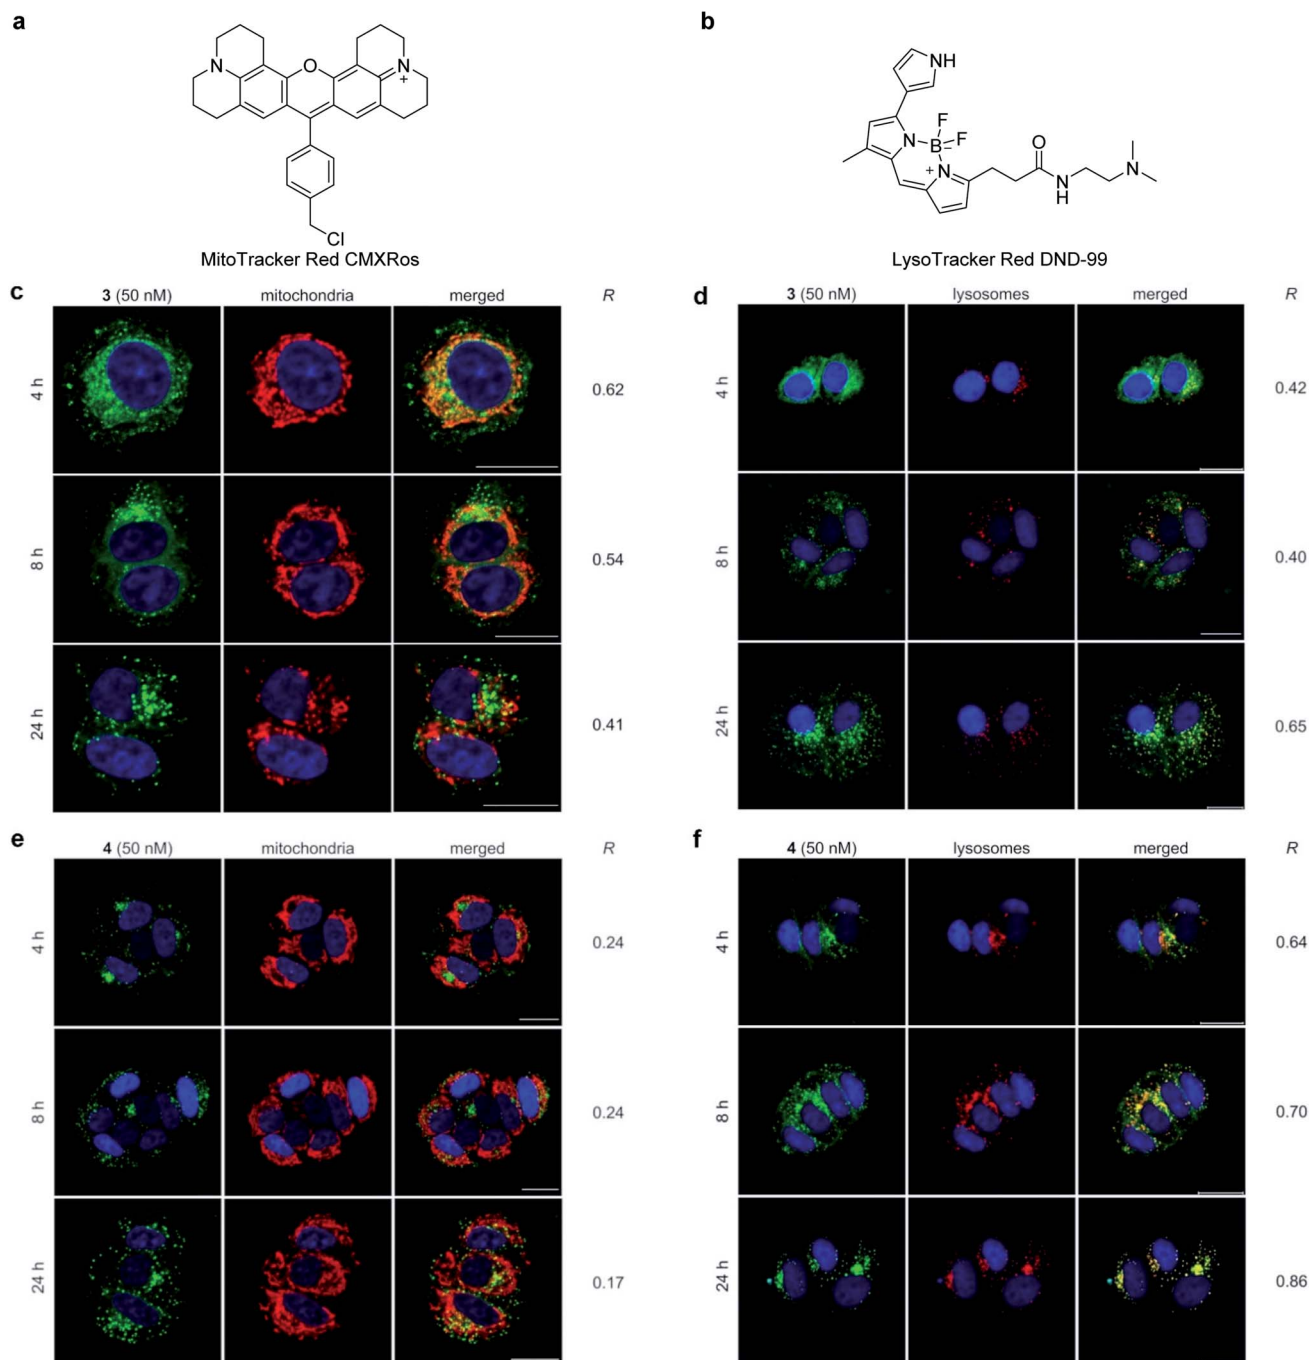 a
b
N
O
N
+
Cl
MitoTracker Red CMXRos
NH
F
F
N
B
=
+
N
O
N
H
N
LysoTracker Red DND-99
c
3 (50 nM) mitochondria merged R
4 h 0.62
8 h 0.54
24 h 0.41
d
3 (50 nM) lysosomes merged R
4 h 0.42
8 h 0.40
24 h 0.65
e
4 (50 nM) mitochondria merged R
4 h 0.24
8 h 0.24
24 h 0.17
f
4 (50 nM) lysosomes merged R
4 h 0.64
8 h 0.70
24 h 0.86